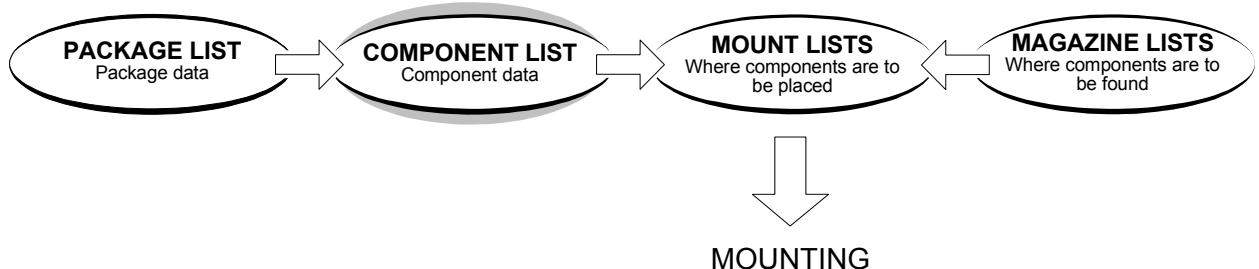 PACKAGE LIST
Package data
COMPONENT LIST
Component data
MOUNT LISTS
Where components are to
be placed
MAGAZINE LISTS
Where components are to
be found
MOUNTING